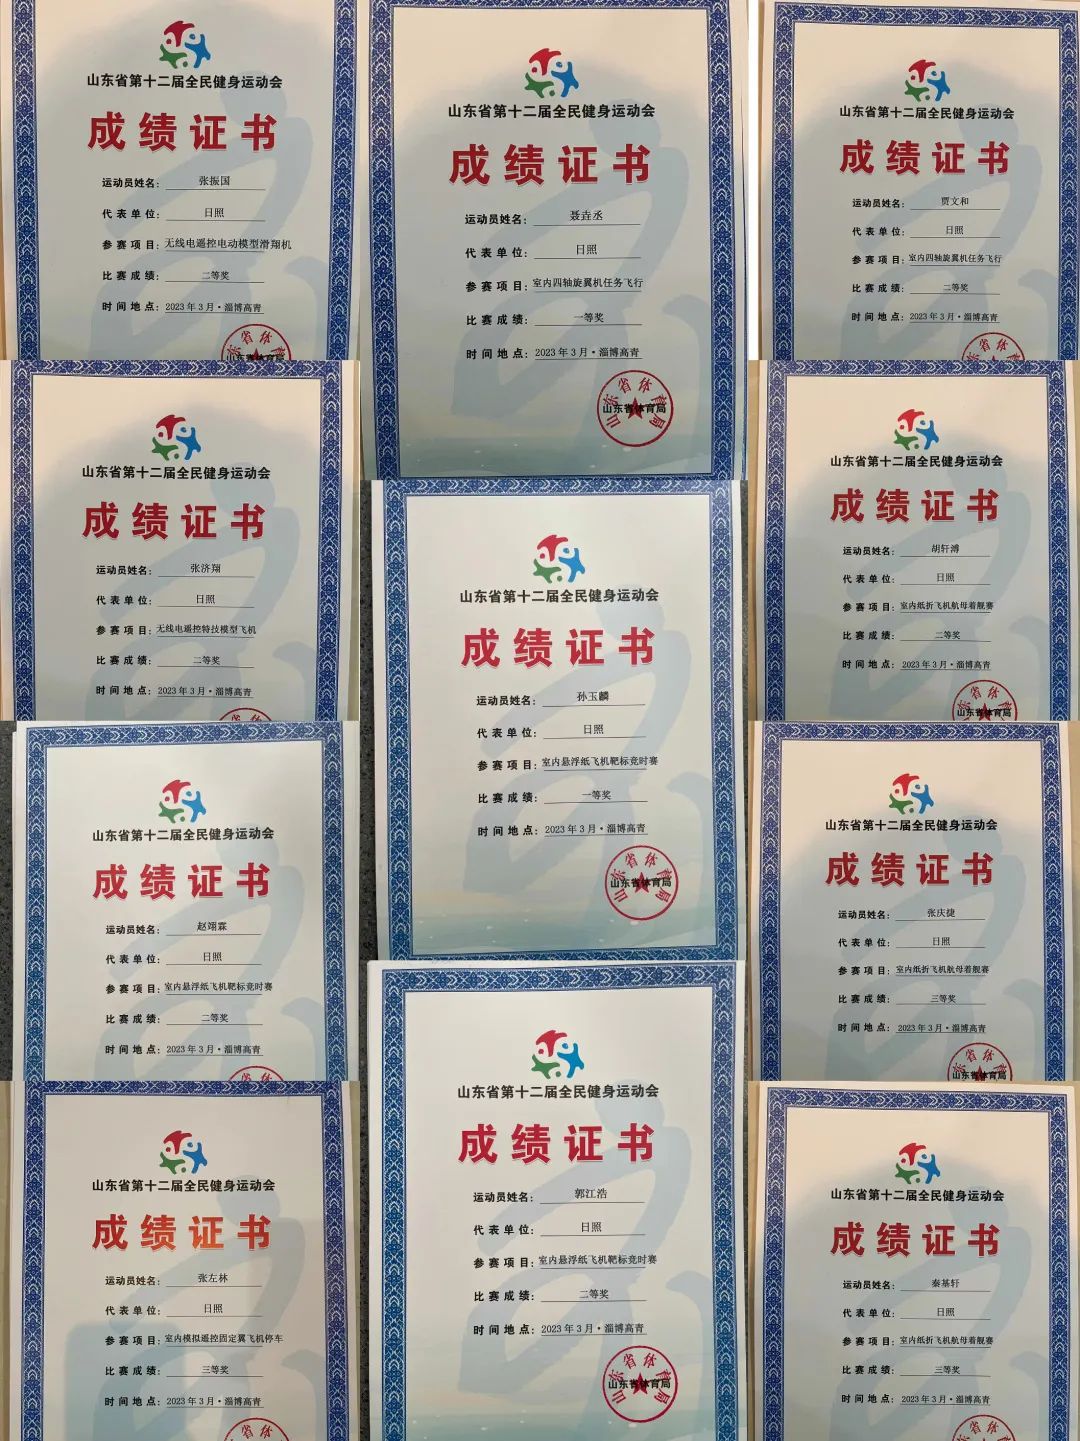 山东省第十二届全民健身运动会
成绩证书
运动员姓名：张振国
代表单位：日照
参赛项目：无线电遥控电动模型滑翔机
比赛成绩：二等奖
时间地点：2023年3月·淄博高青
山东省体育局
山东省第十二届全民健身运动会
成绩证书
运动员姓名：张济翔
代表单位：日照
参赛项目：无线电遥控特技模型飞机
比赛成绩：二等奖
时间地点：2023年3月·淄博高青
山东省第十二届全民健身运动会
成绩证书
运动员姓名：赵翊霖
代表单位：日照
参赛项目：室内悬浮纸飞机靶标竞时赛
比赛成绩：二等奖
时间地点：2023年3月·淄博高青
山东省第十二届全民健身运动会
成绩证书
运动员姓名：张左林
代表单位：日照
参赛项目：室内模拟遥控固定翼飞机停车
比赛成绩：三等奖
时间地点：2023年3月·淄博高青
山东省第十二届全民健身运动会
成绩证书
运动员姓名：聂垚丞
代表单位：日照
参赛项目：室内四轴旋翼机任务飞行
比赛成绩：一等奖
时间地点：2023年3月·淄博高青
山东省体育局
山东省体育局
山东省第十二届全民健身运动会
成绩证书
运动员姓名：孙玉麟
代表单位：日照
参赛项目：室内悬浮纸飞机靶标竞时赛
比赛成绩：一等奖
时间地点：2023年3月·淄博高青
山东省体育局
山东省体育局
山东省第十二届全民健身运动会
成绩证书
运动员姓名：郭江浩
代表单位：日照
参赛项目：室内悬浮纸飞机靶标竞时赛
比赛成绩：二等奖
时间地点：2023年3月·淄博高青
山东省体育局
山东省体育局
山东省第十二届全民健身运动会
成绩证书
运动员姓名：贾文和
代表单位：日照
参赛项目：室内四轴旋翼机任务飞行
比赛成绩：二等奖
时间地点：2023年3月·淄博高青
山东省第十二届全民健身运动会
成绩证书
运动员姓名：胡轩溥
代表单位：日照
参赛项目：室内纸折飞机航母着舰赛
比赛成绩：二等奖
时间地点：2023年3月·淄博高青
山东省体育局
山东省第十二届全民健身运动会
成绩证书
运动员姓名：张庆捷
代表单位：日照
参赛项目：室内纸折飞机航母着舰赛
比赛成绩：三等奖
时间地点：2023年3月·淄博高青
山东省体育局
山东省第十二届全民健身运动会
成绩证书
运动员姓名：秦基轩
代表单位：日照
参赛项目：室内纸折飞机航母着舰赛
比赛成绩：三等奖
时间地点：2023年3月·淄博高青